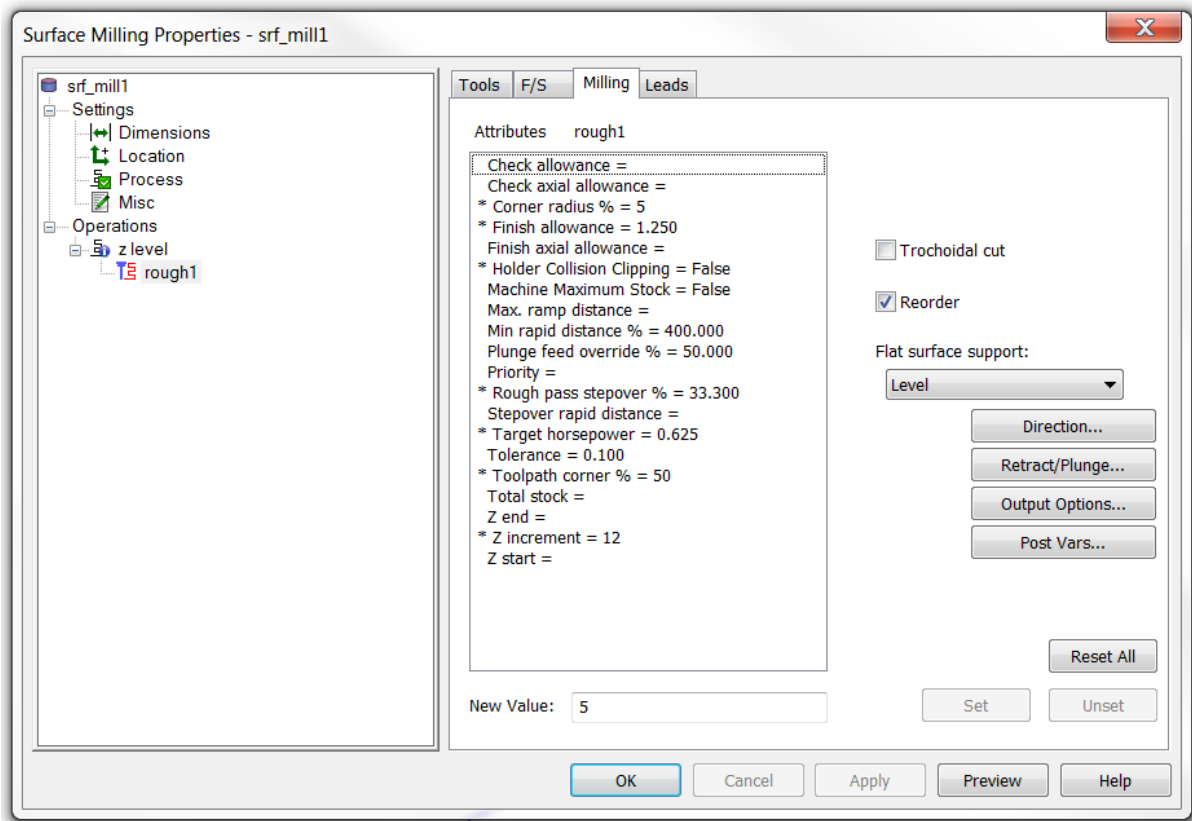 Surface Milling Properties - srf_mill1
srf_mill1
Settings
Dimensions
Location
Process
Misc
Operations
z level
rough1
Tools F/S Milling Leads
Attributes rough1
Check allowance =
Check axial allowance =
* Corner radius % = 5
* Finish allowance = 1.250
Finish axial allowance =
* Holder Collision Clipping = False
Machine Maximum Stock = False
Max. ramp distance =
Min rapid distance % = 400.000
Plunge feed override % = 50.000
Priority =
* Rough pass stepover % = 33.300
Stepover rapid distance =
* Target horsepower = 0.625
Tolerance = 0.100
* Toolpath corner % = 50
Total stock =
Z end =
* Z increment = 12
Z start =
Trochoidal cut
Reorder
Flat surface support:
Level
Direction...
Retract/Plunge...
Output Options...
Post Vars...
Reset All
New Value: 5 Set Unset
OK Cancel Apply Preview Help